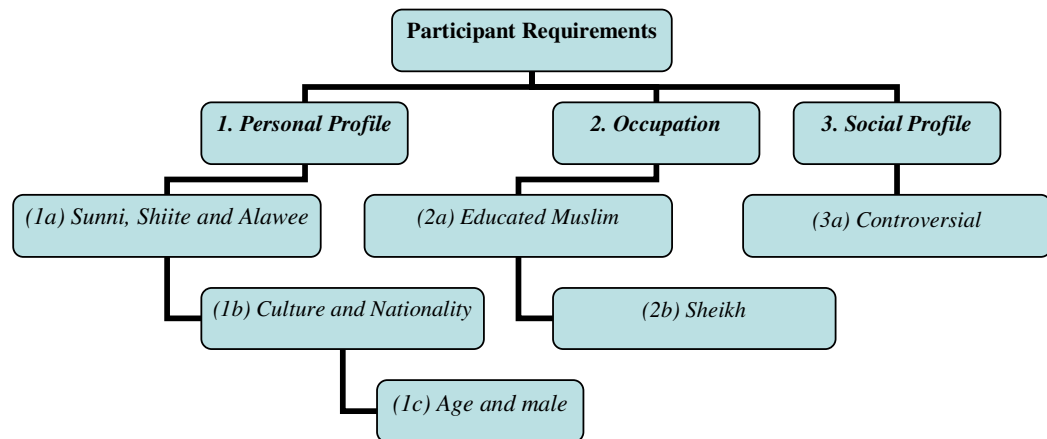 Participant Requirements
1. Personal Profile
2. Occupation
3. Social Profile
(1a) Sunni, Shiite and Alawee
(2a) Educated Muslim
(3a) Controversial
(1b) Culture and Nationality
(2b) Sheikh
(1c) Age and male